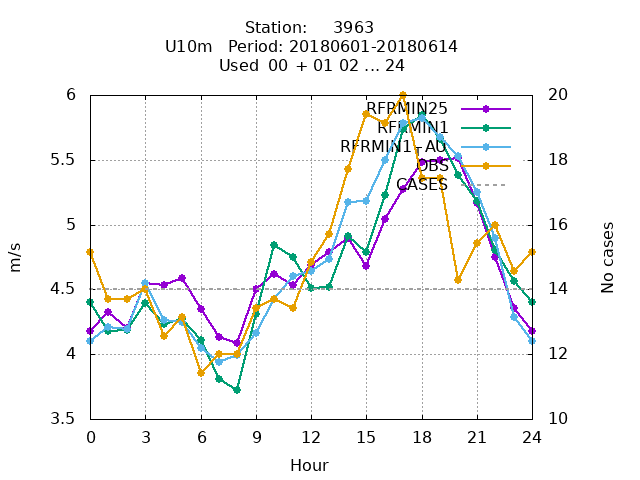 Station: 3963
U10m Period: 20180601-20180614
Used 00 + 01 02 ... 24
6
5.5
5
4.5
4
3.5
m/s
20
18
16
14
12
10
No cases
RFRMIN25
RFRMIN1
RFRMIN1+AU
OBS
CASES
0 3 6 9 12 15 18 21 24
Hour